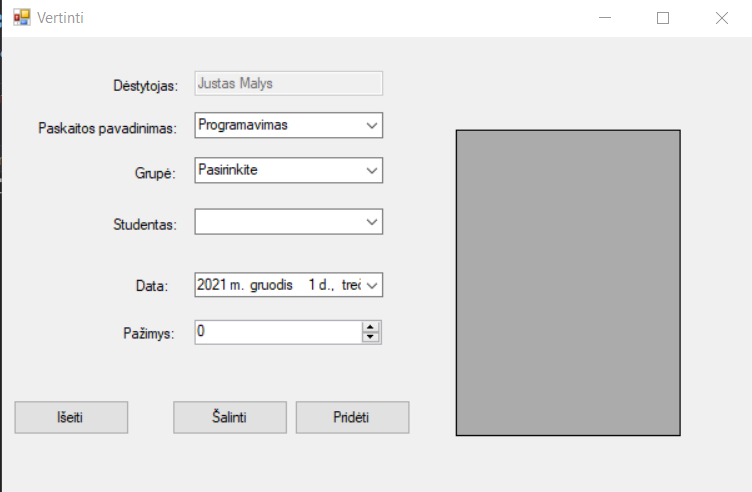 Vertinti
Dėstytojas: Justas Malys
Paskaitos pavadinimas: Programavimas
Grupė: Pasirinkite
Studentas:
Data: 2021 m. gruodis 1 d., treč
Pažimys: 0
Išeiti Šalinti Pridėti